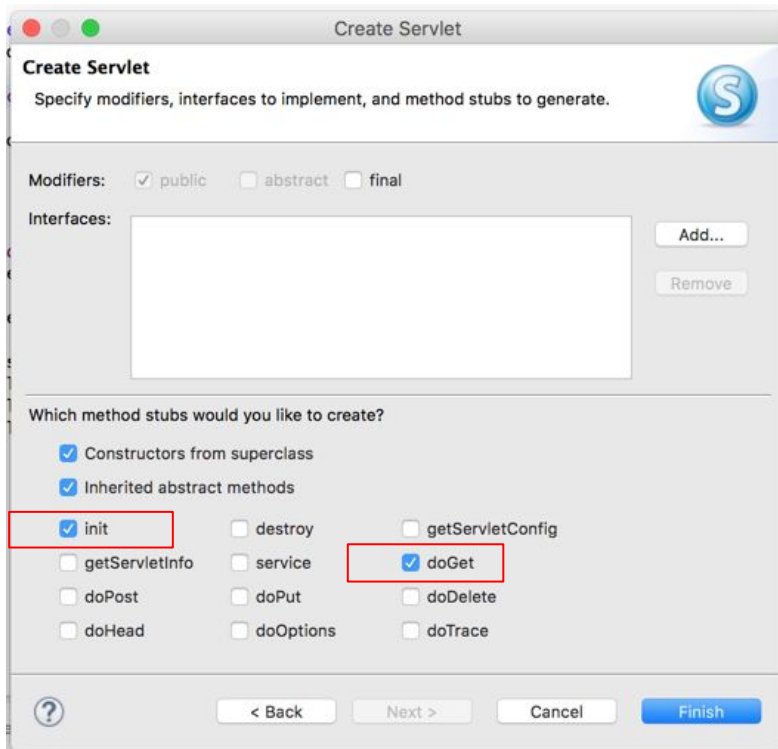 Create Servlet
Create Servlet
Specify modifiers, interfaces to implement, and method stubs to generate.
S
Modifiers: public abstract final
Interfaces:
Add...
Remove
Which method stubs would you like to create?
Constructors from superclass
Inherited abstract methods
init destroy getServletConfig
getServletInfo service doGet
doPost doPut doDelete
doHead doOptions doTrace
? < Back Next > Cancel Finish